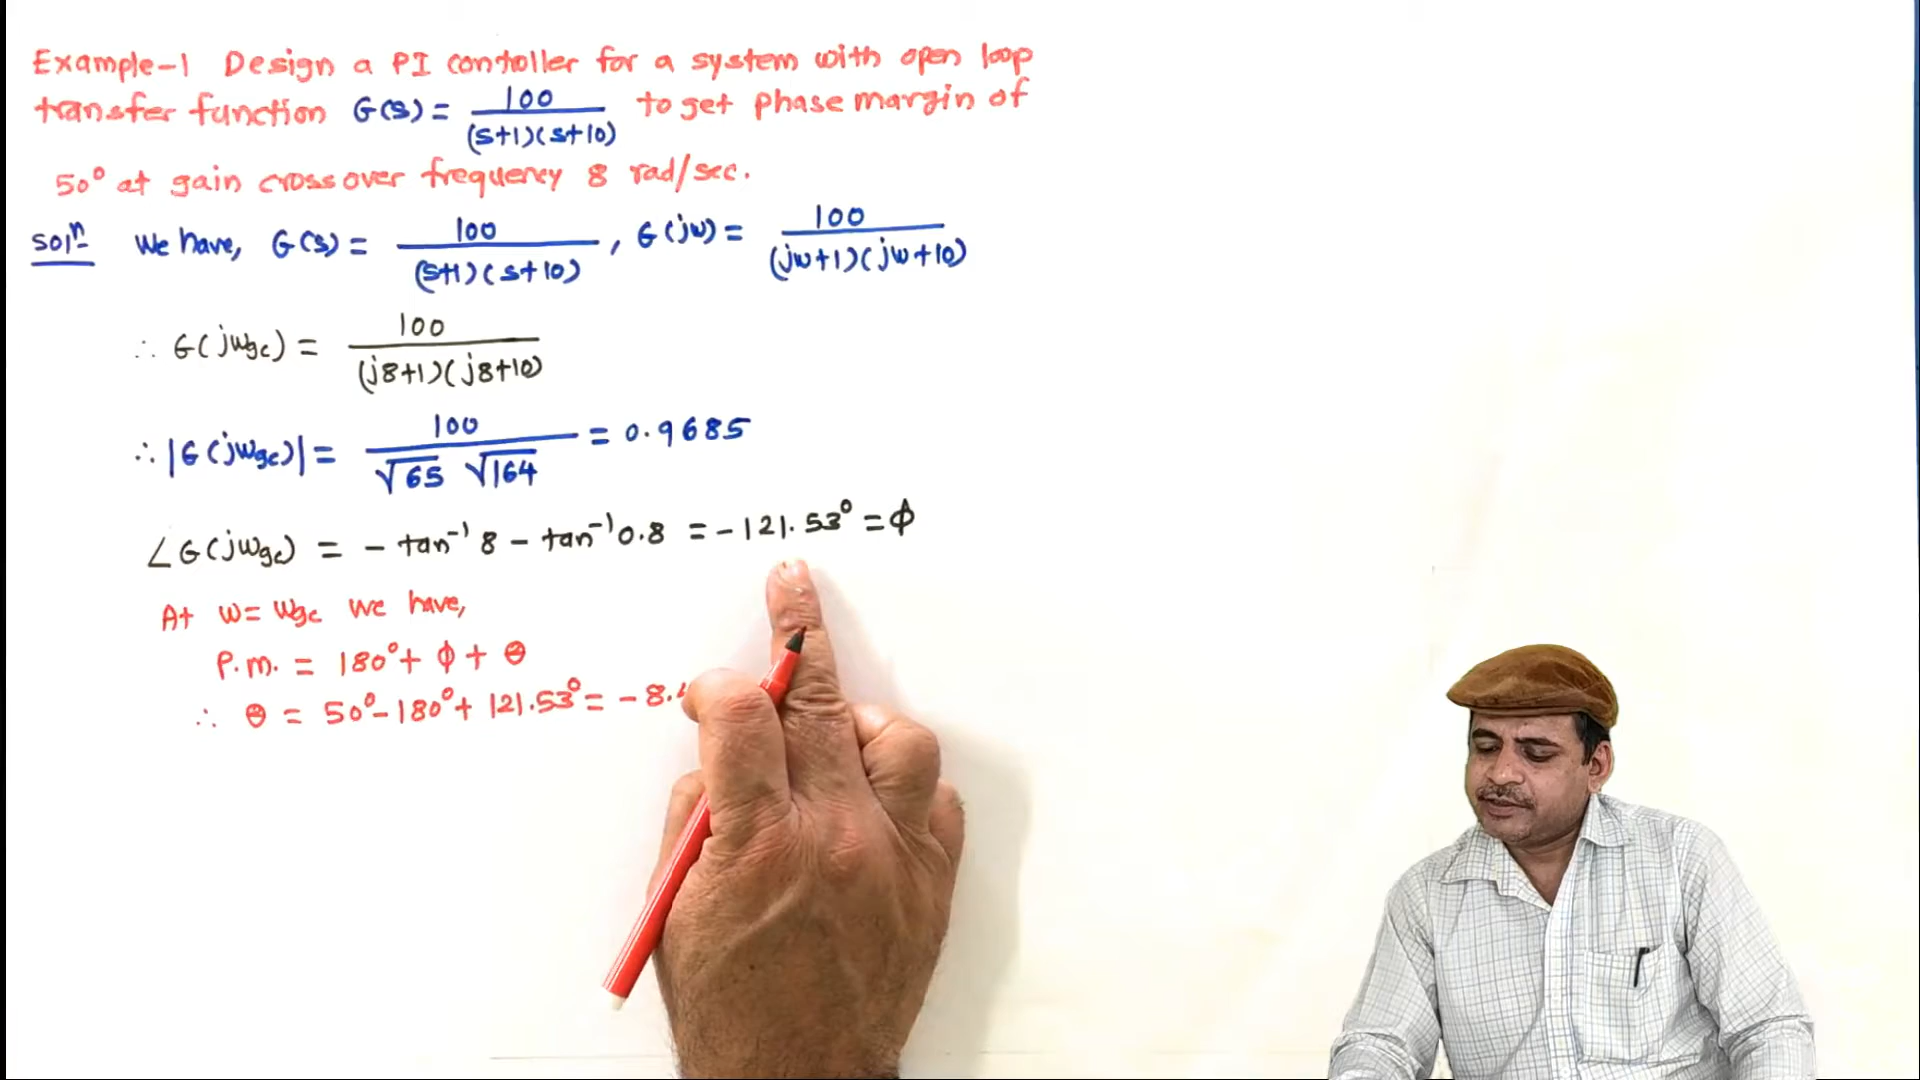 Example-1 Design a PI contoller for a system with open loop
transfer function G(s) = 100 / (s+1)(s+10) to get phase margin of
50° at gain crossover frequency 8 rad/sec.
Solⁿ We have, G(s) = 100 / (s+1)(s+10) , G(jω) = 100 / (jω+1)(jω+10)
∴ G(jωgc) = 100 / (j8+1)(j8+10)
∴ |G(jωgc)| = 100 / √65 √164 = 0.9685
∠G(jωgc) = - tan⁻¹ 8 - tan⁻¹ 0.8 = -121.53° = ϕ
At ω = ωgc we have,
P.m. = 180° + ϕ + θ
∴ θ = 50° - 180° + 121.53° = -8.